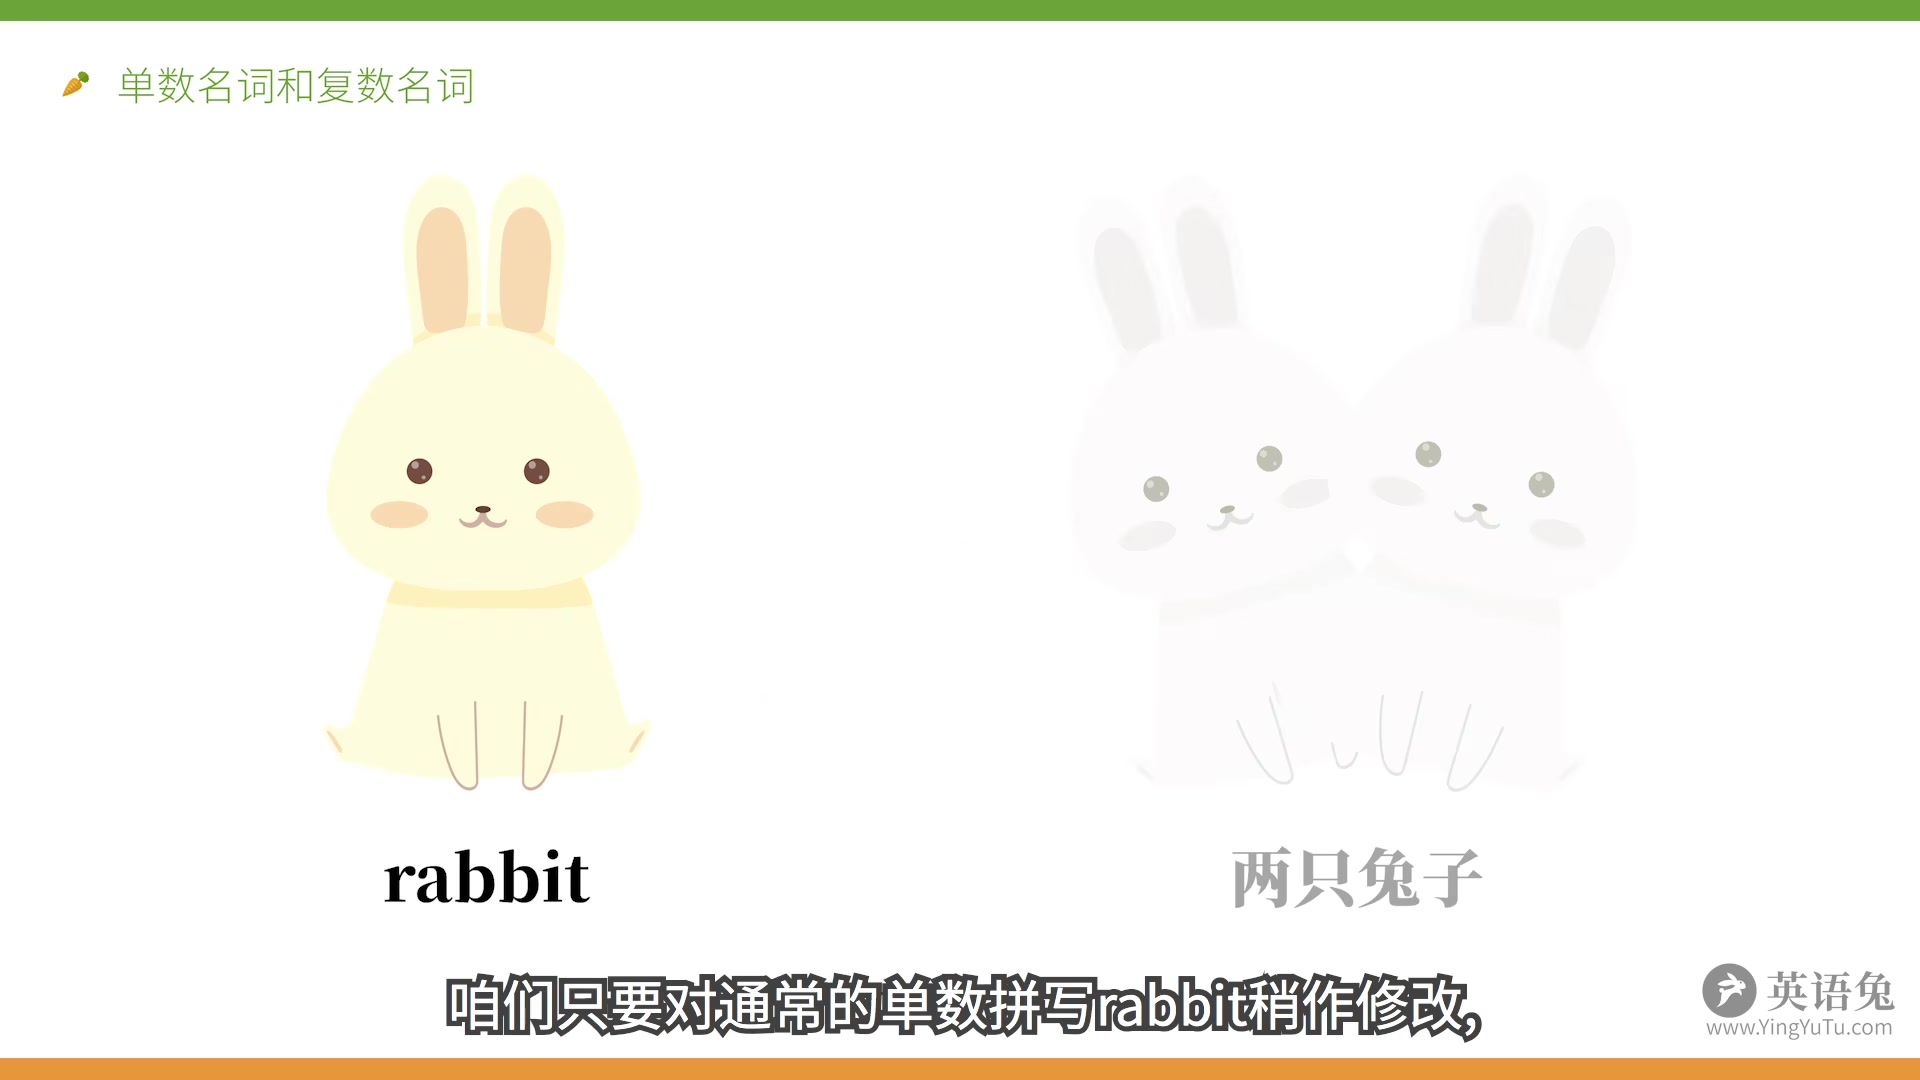 单数名词和复数名词
rabbit
两只兔子
咱们只要对通常的单数拼写rabbit稍作修改,
英语兔
www.YingYuTu.com